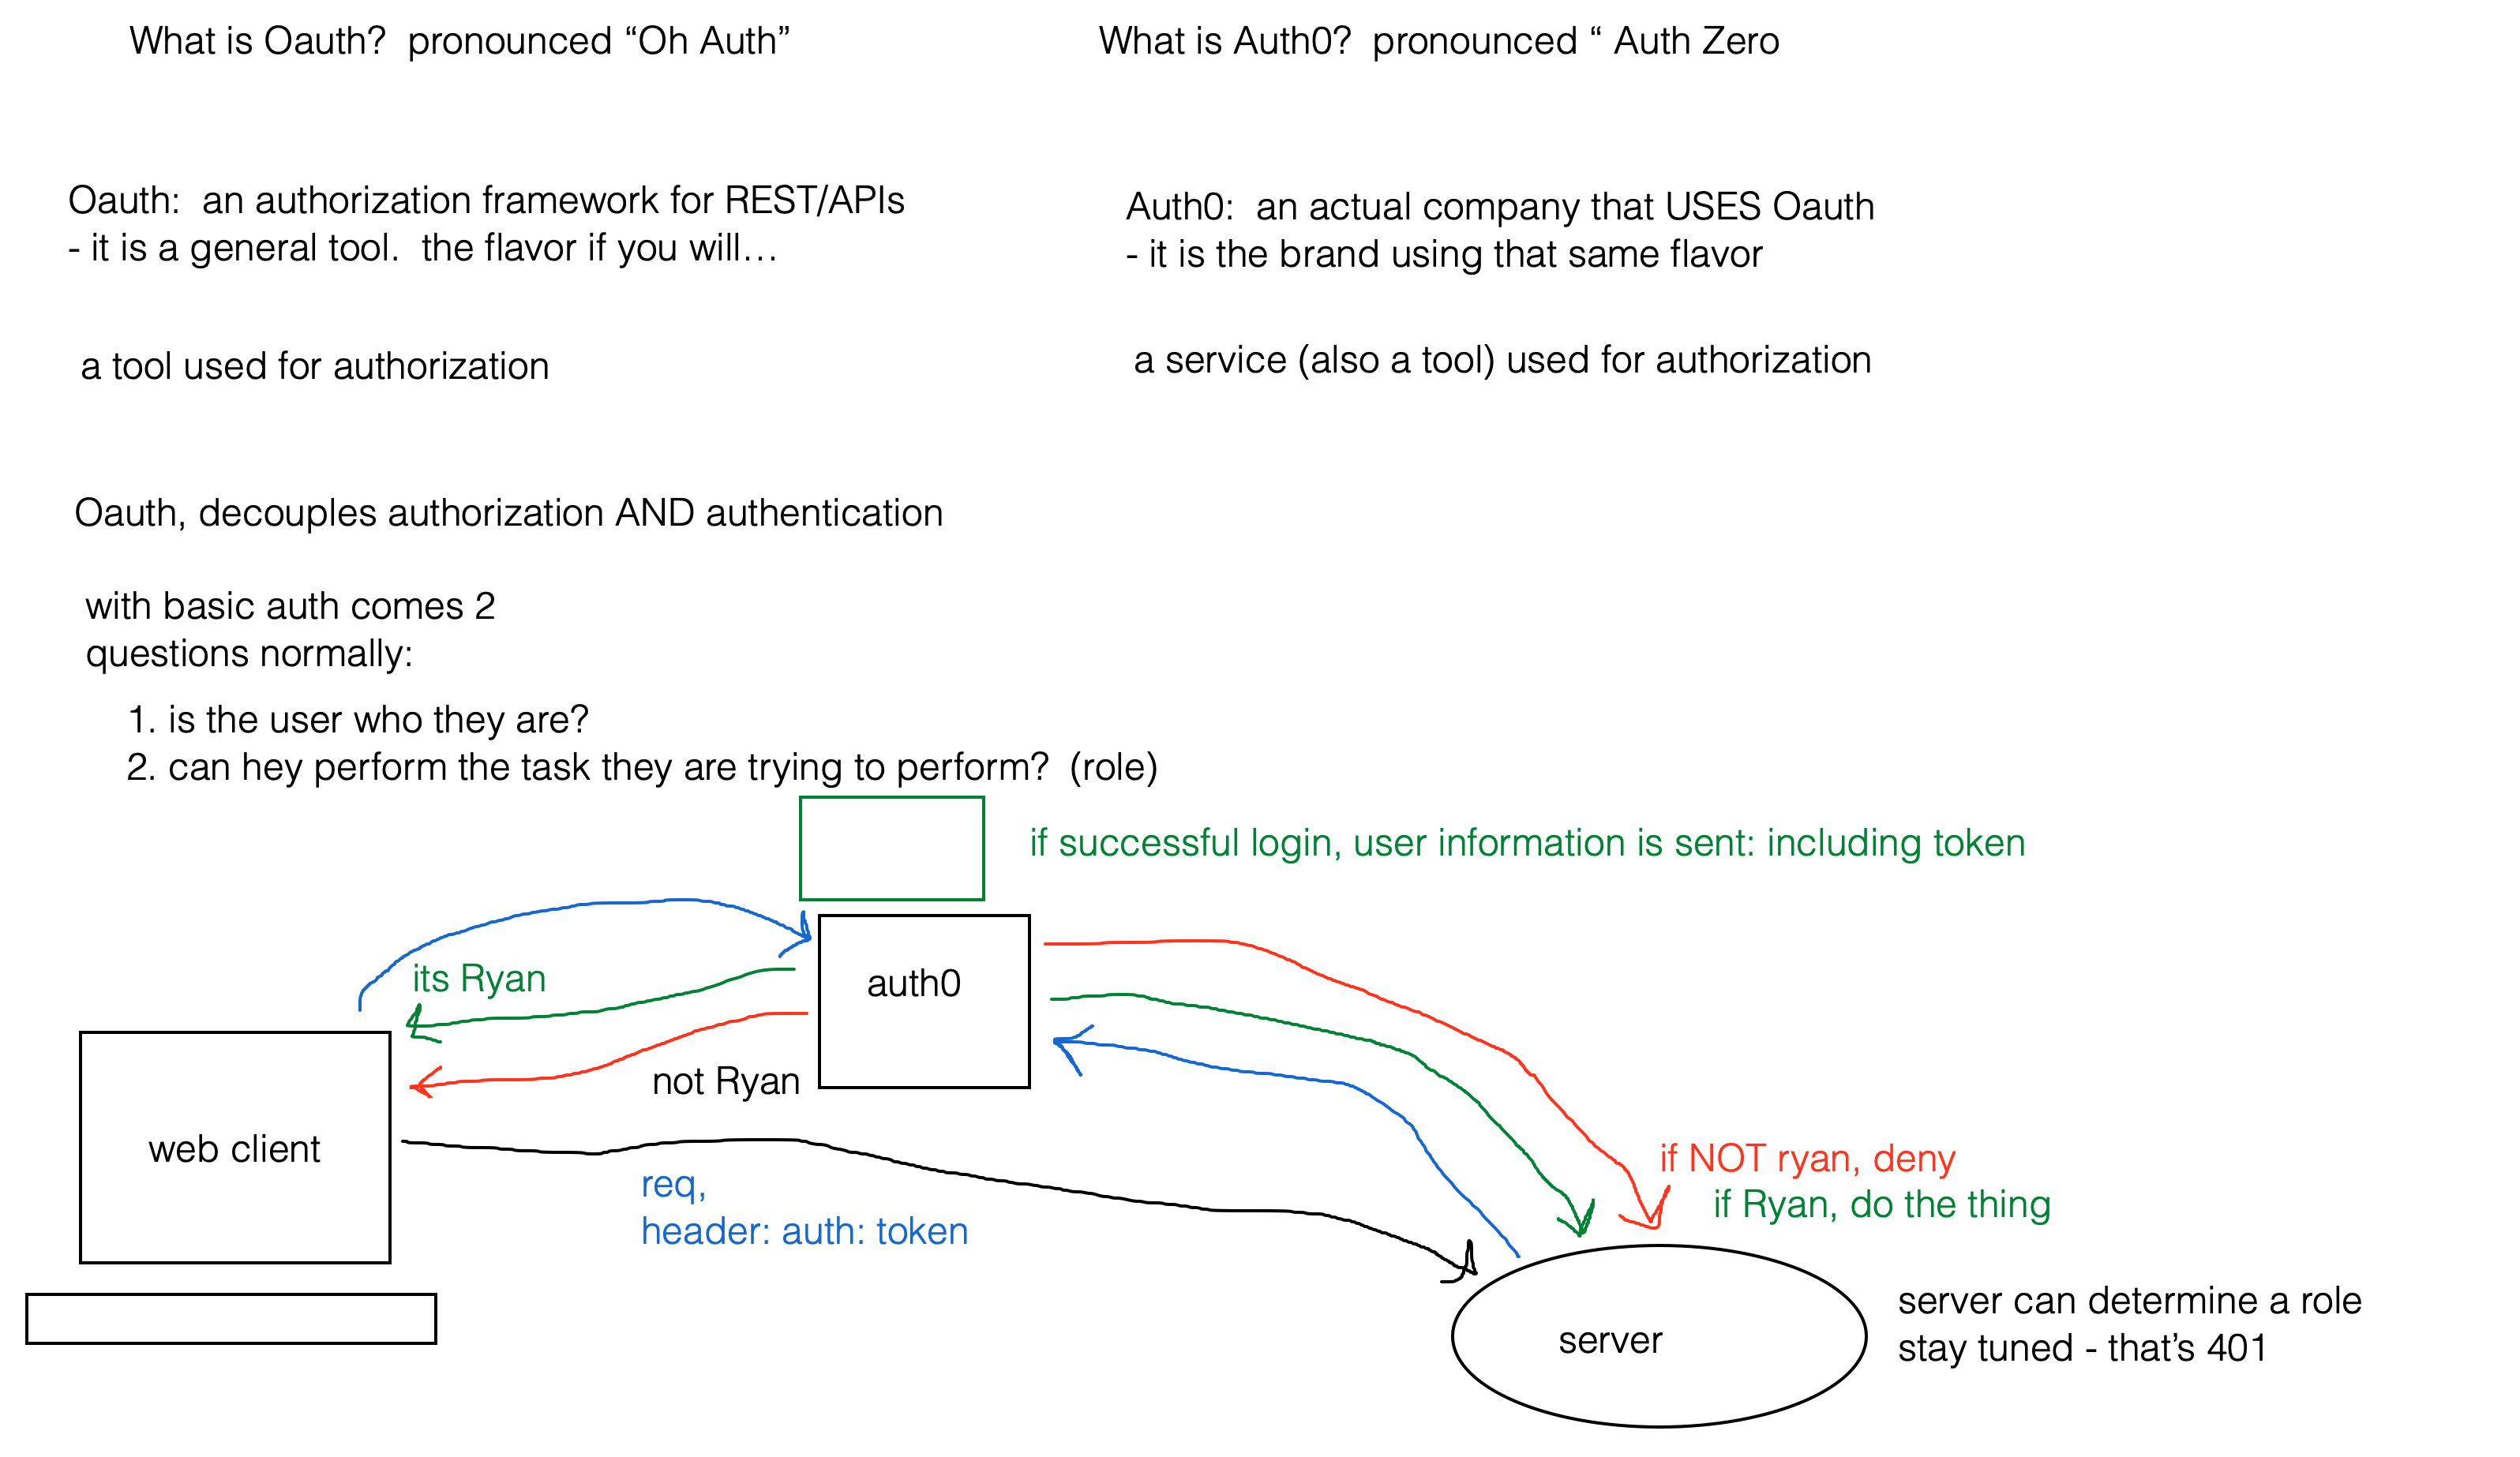 What is Oauth?  pronounced “Oh Auth”
What is Auth0?  pronounced “ Auth Zero
Oauth:  an authorization framework for REST/APIs
- it is a general tool.  the flavor if you will…
Auth0:  an actual company that USES Oauth
- it is the brand using that same flavor
a tool used for authorization
a service (also a tool) used for authorization
Oauth, decouples authorization AND authentication
with basic auth comes 2
questions normally:
1. is the user who they are?
2. can hey perform the task they are trying to perform?  (role)
if successful login, user information is sent: including token
its Ryan
auth0
not Ryan
web client
req,
header: auth: token
if NOT ryan, deny
if Ryan, do the thing
server
server can determine a role
stay tuned - that’s 401